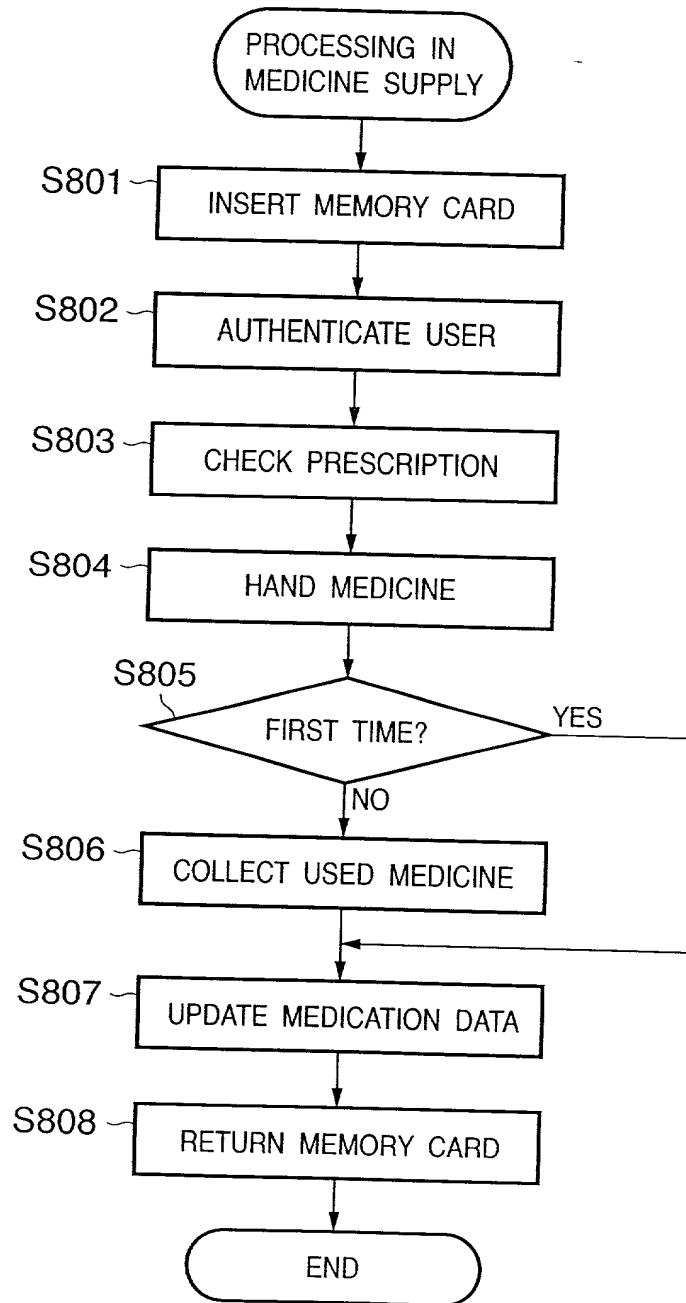 PROCESSING IN
MEDICINE SUPPLY
S801
INSERT MEMORY CARD
S802
AUTHENTICATE USER
S803
CHECK PRESCRIPTION
S804
HAND MEDICINE
S805
FIRST TIME?
YES
NO
S806
COLLECT USED MEDICINE
S807
UPDATE MEDICATION DATA
S808
RETURN MEMORY CARD
END